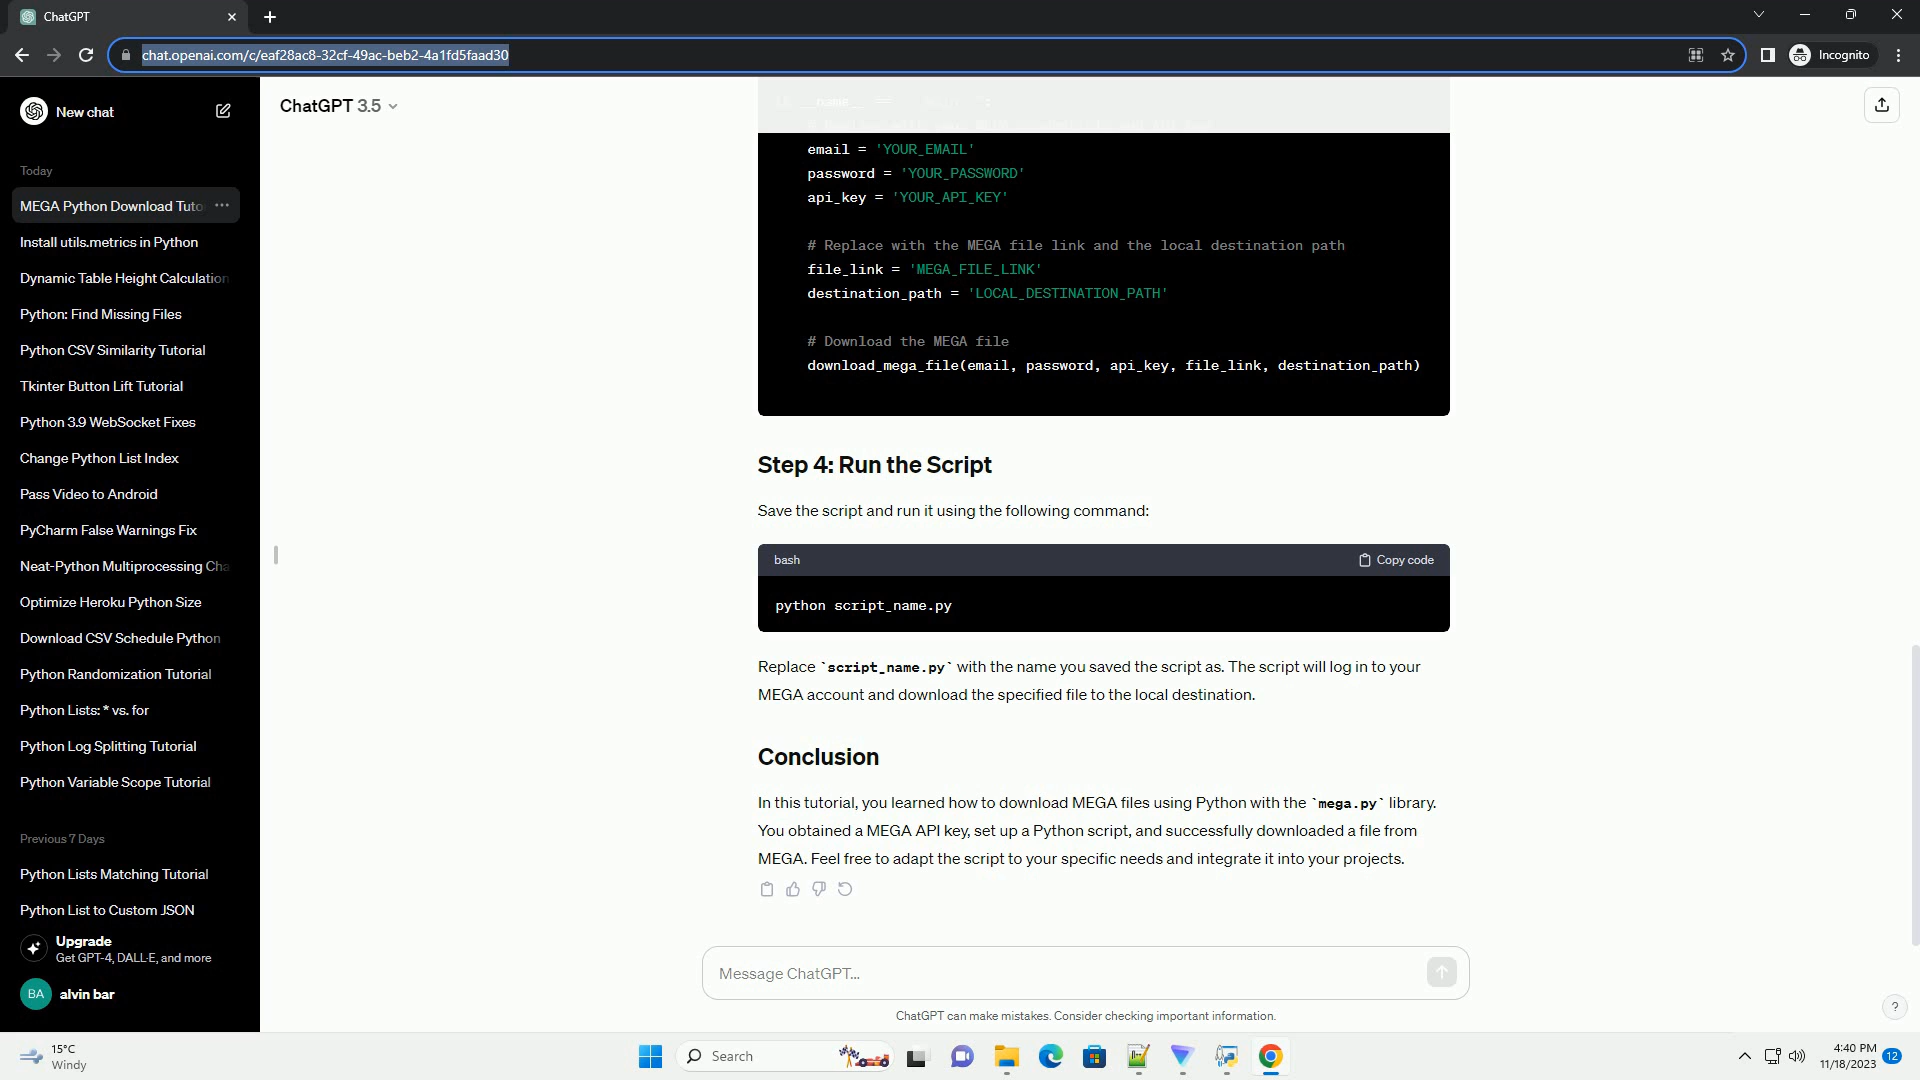 ChatGPT
chat.openai.com/c/eaf28ac8-32cf-49ac-beb2-4a1fd5faad30
Incognito
New chat
Today
MEGA Python Download Tuto
Install utils.metrics in Python
Dynamic Table Height Calculation
Python: Find Missing Files
Python CSV Similarity Tutorial
Tkinter Button Lift Tutorial
Python 3.9 WebSocket Fixes
Change Python List Index
Pass Video to Android
PyCharm False Warnings Fix
Neat-Python Multiprocessing Cha
Optimize Heroku Python Size
Download CSV Schedule Python
Python Randomization Tutorial
Python Lists: * vs. for
Python Log Splitting Tutorial
Python Variable Scope Tutorial
Previous 7 Days
Python Lists Matching Tutorial
Python List to Custom JSON
Upgrade
Get GPT-4, DALL·E, and more
BA
alvin bar
ChatGPT 3.5
email = 'YOUR_EMAIL'
password = 'YOUR_PASSWORD'
api_key = 'YOUR_API_KEY'
# Replace with the MEGA file link and the local destination path
file_link = 'MEGA_FILE_LINK'
destination_path = 'LOCAL_DESTINATION_PATH'
# Download the MEGA file
download_mega_file(email, password, api_key, file_link, destination_path)
Step 4: Run the Script
Save the script and run it using the following command:
bash
Copy code
python script_name.py
Replace `script_name.py` with the name you saved the script as. The script will log in to your
MEGA account and download the specified file to the local destination.
Conclusion
In this tutorial, you learned how to download MEGA files using Python with the `mega.py` library.
You obtained a MEGA API key, set up a Python script, and successfully downloaded a file from
MEGA. Feel free to adapt the script to your specific needs and integrate it into your projects.
Message ChatGPT...
ChatGPT can make mistakes. Consider checking important information.
?
15°C
Windy
Search
4:40 PM
11/18/2023
12